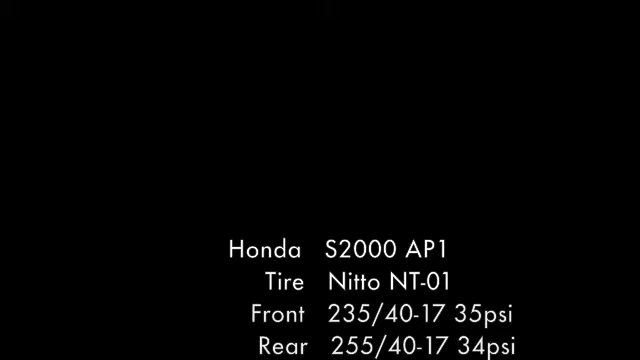 Honda S2000 AP1
Tire Nitto NT-01
Front 235/40-17 35psi
Rear 255/40-17 34psi